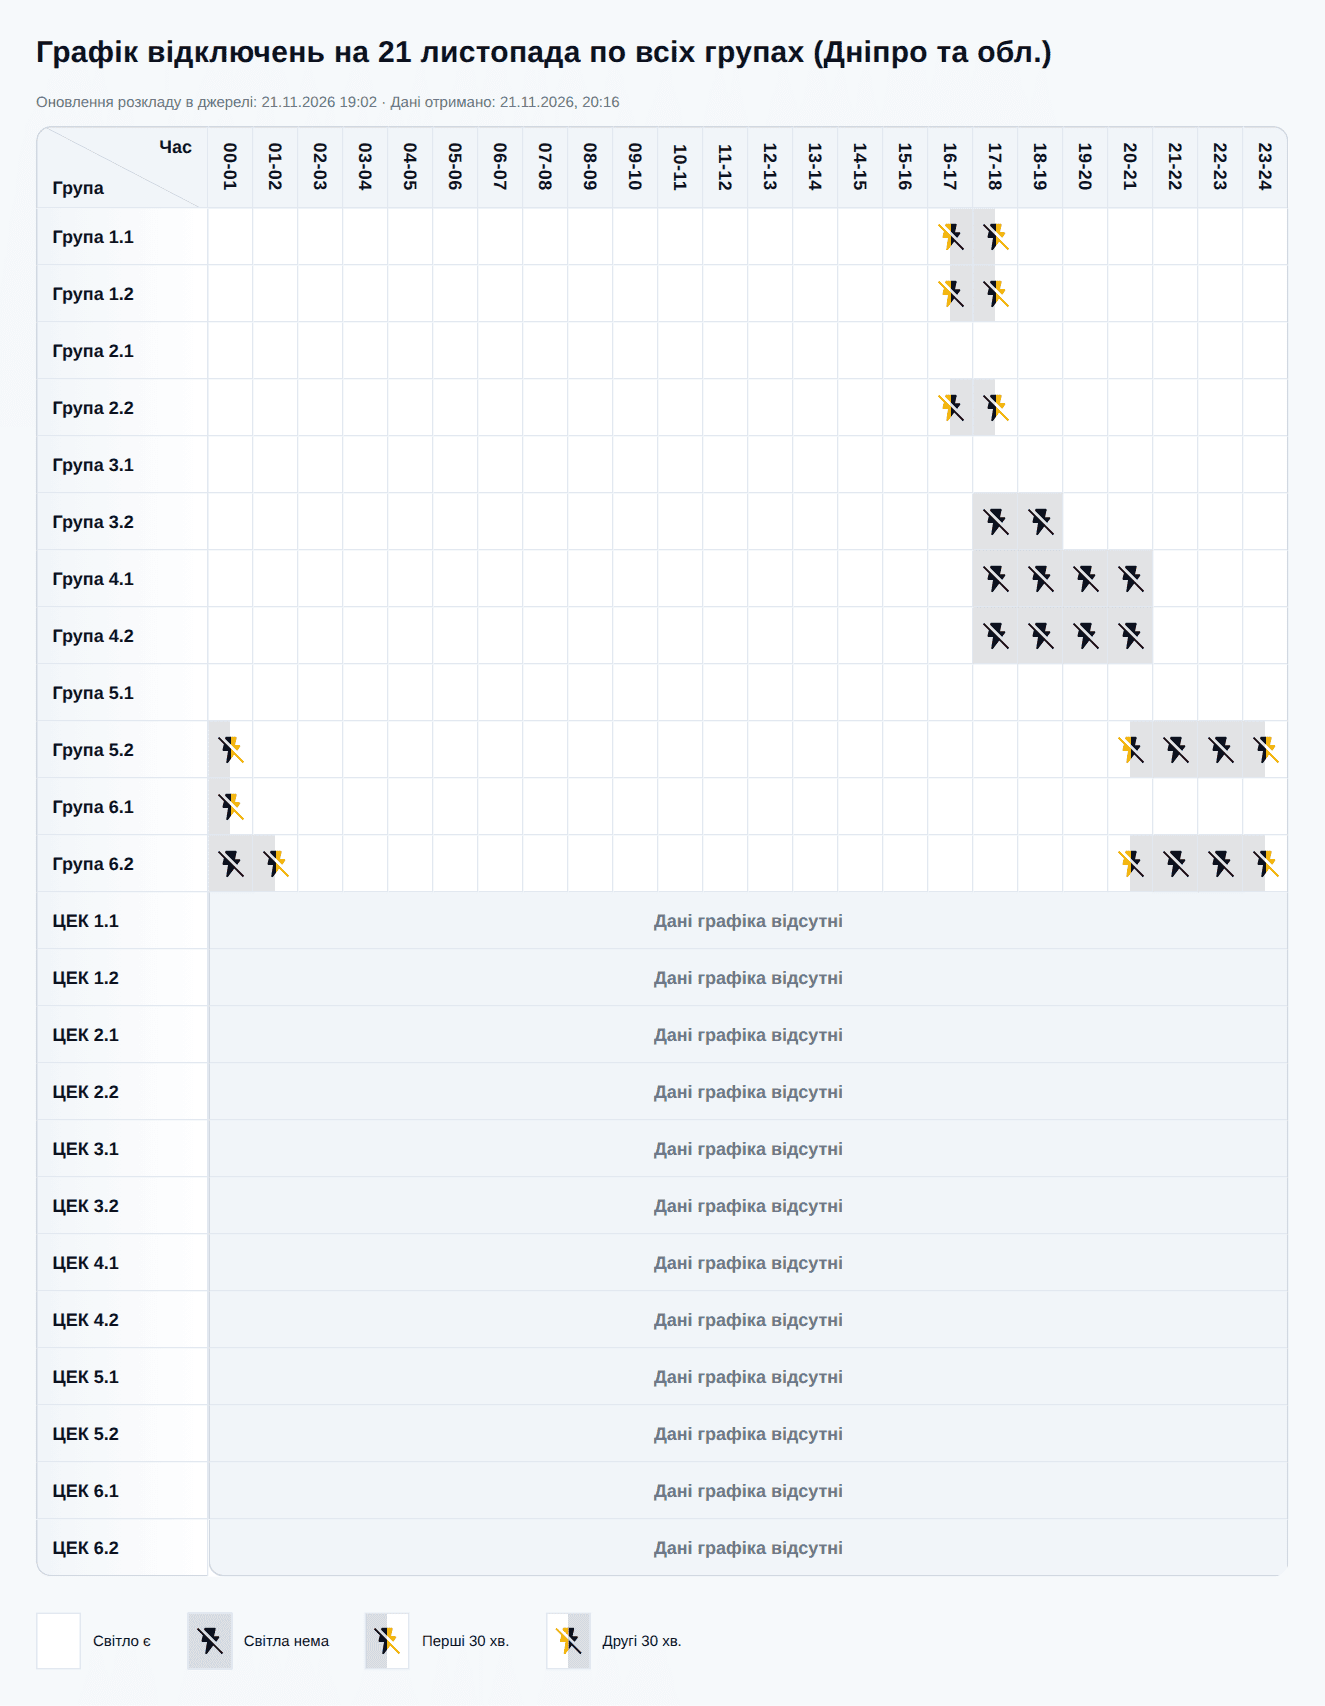 Графік відключень на 21 листопада по всіх групах (Дніпро та обл.)
Оновлення розкладу в джерелі: 21.11.2026 19:02 · Дані отримано: 21.11.2026, 20:16
Час
Група
00-01 01-02 02-03 03-04 04-05 05-06 06-07 07-08 08-09 09-10 10-11 11-12 12-13 13-14 14-15 15-16 16-17 17-18 18-19 19-20 20-21 21-22 22-23 23-24
Група 1.1
Група 1.2
Група 2.1
Група 2.2
Група 3.1
Група 3.2
Група 4.1
Група 4.2
Група 5.1
Група 5.2
Група 6.1
Група 6.2
ЦЕК 1.1 Дані графіка відсутні
ЦЕК 1.2 Дані графіка відсутні
ЦЕК 2.1 Дані графіка відсутні
ЦЕК 2.2 Дані графіка відсутні
ЦЕК 3.1 Дані графіка відсутні
ЦЕК 3.2 Дані графіка відсутні
ЦЕК 4.1 Дані графіка відсутні
ЦЕК 4.2 Дані графіка відсутні
ЦЕК 5.1 Дані графіка відсутні
ЦЕК 5.2 Дані графіка відсутні
ЦЕК 6.1 Дані графіка відсутні
ЦЕК 6.2 Дані графіка відсутні
Світло є Світла нема Перші 30 хв. Другі 30 хв.